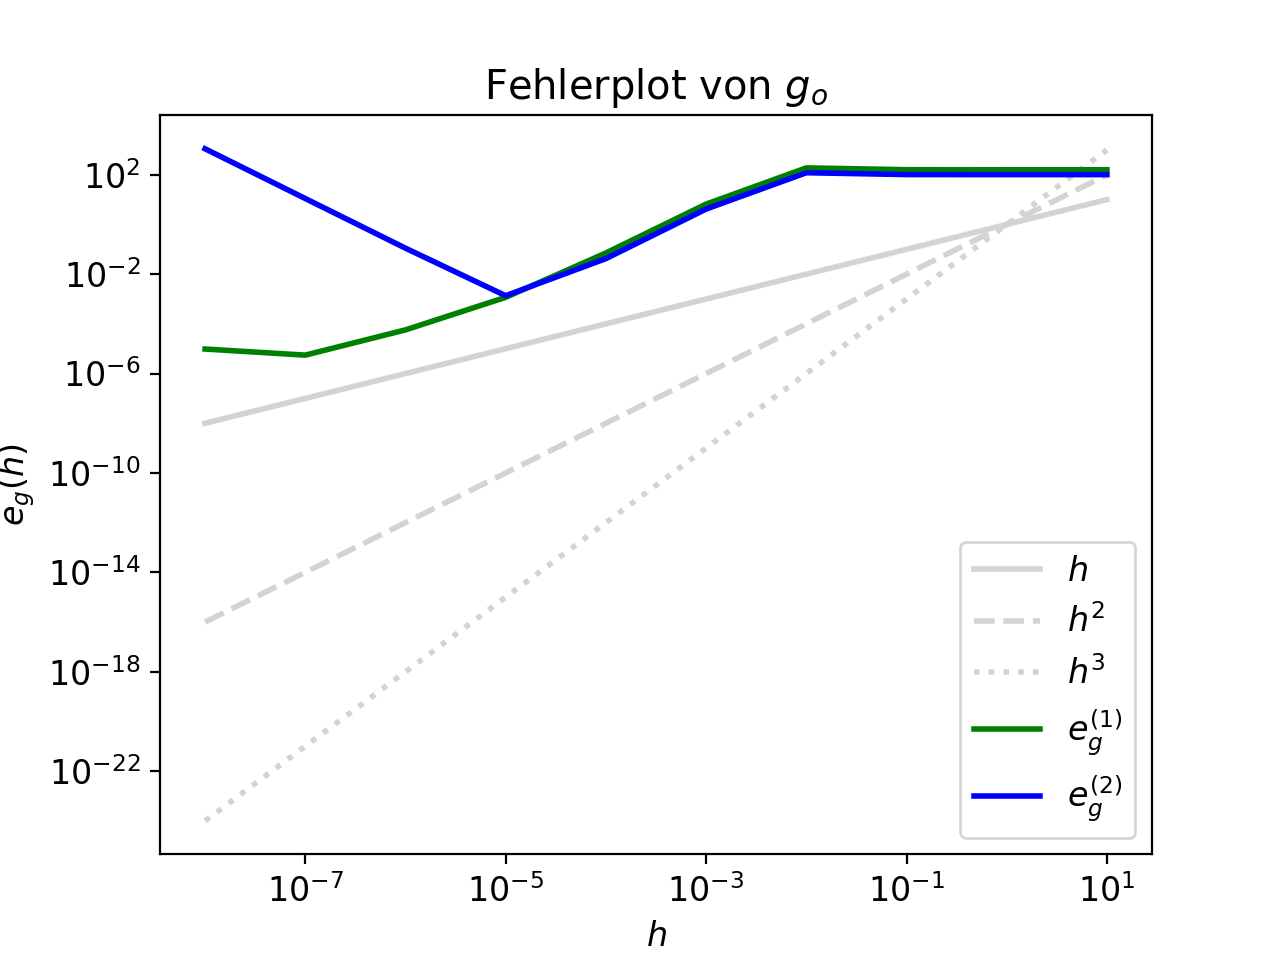 Fehlerplot von $g_o$
$e_g(h)$
$10^2$
$10^{-2}$
$10^{-6}$
$10^{-10}$
$10^{-14}$
$10^{-18}$
$10^{-22}$
$h$
$h^2$
$h^3$
$e_g^{(1)}$
$e_g^{(2)}$
$10^{-7}$ $10^{-5}$ $10^{-3}$ $10^{-1}$ $10^1$
$h$